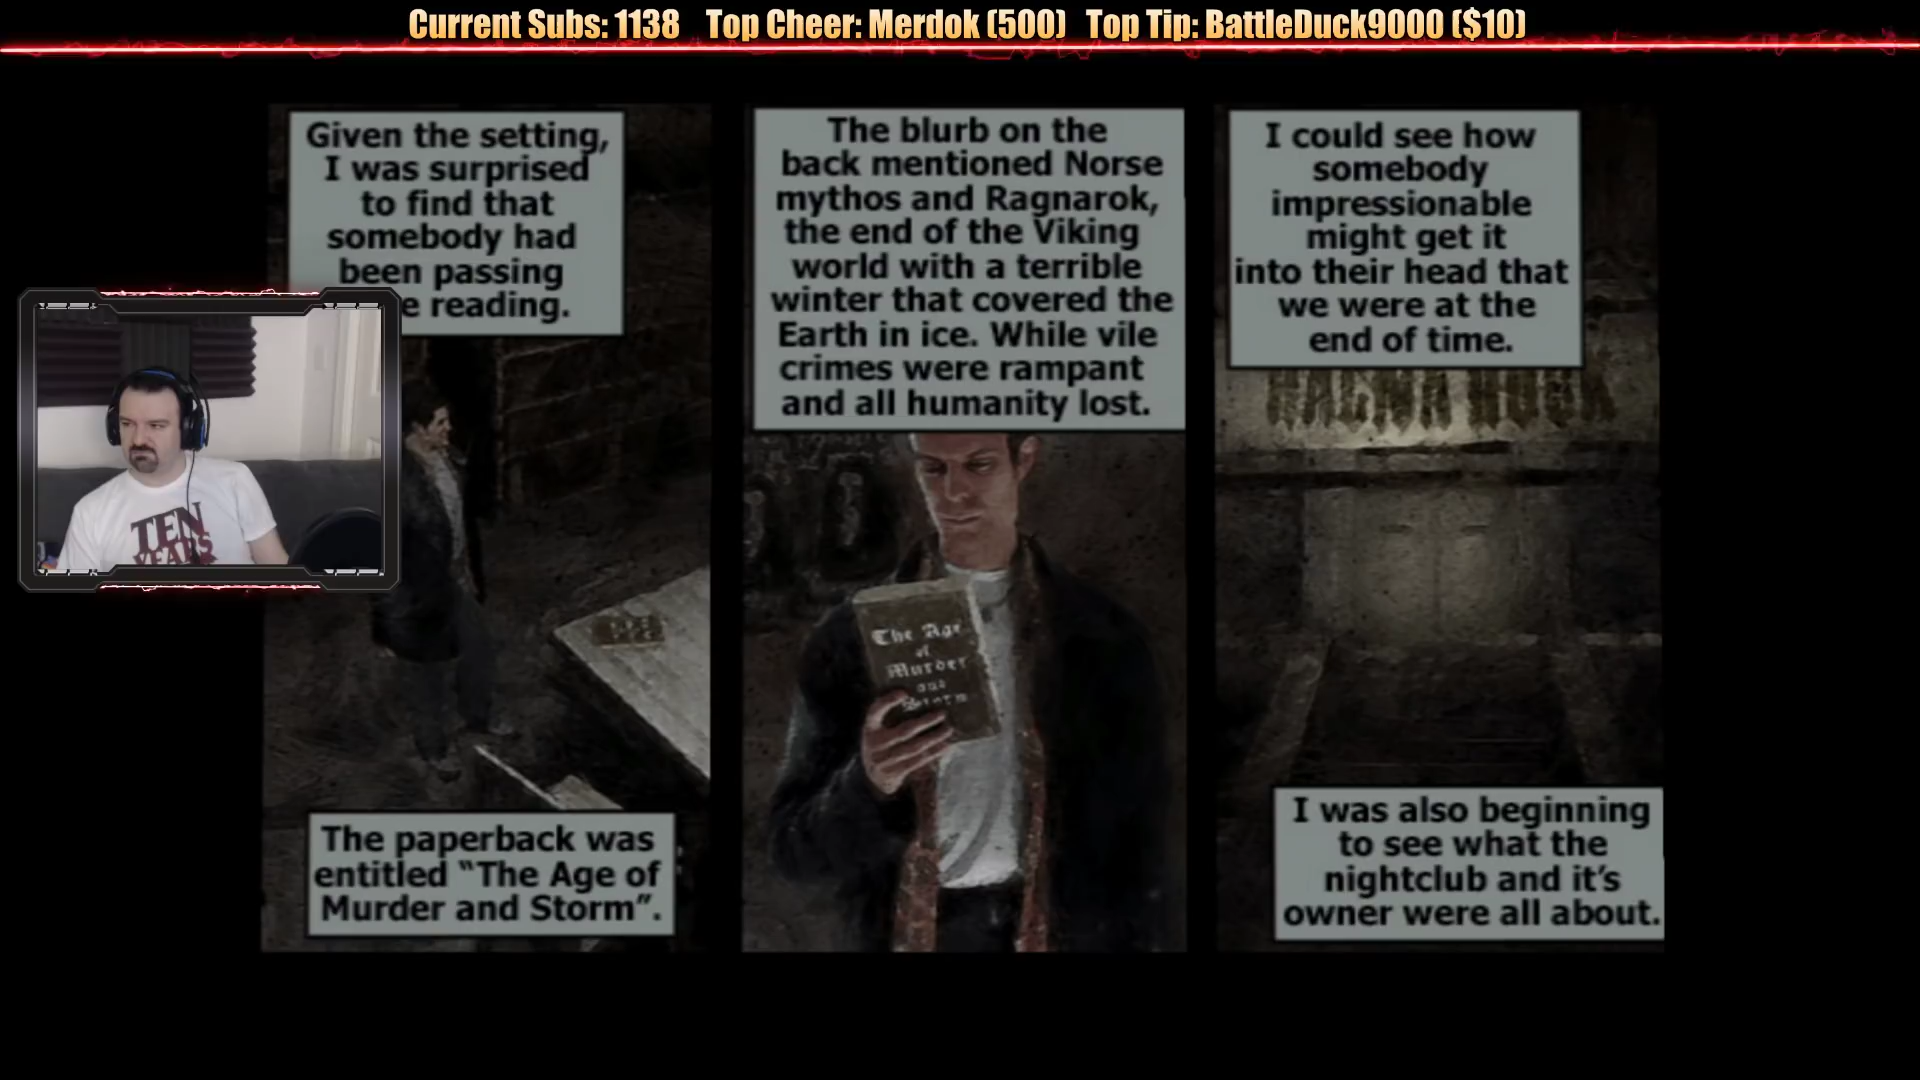 Current Subs: 1138 Top Cheer: Merdok (500) Top Tip: BattleDuck9000 ($10)
Given the setting,
I was surprised
to find that
somebody had
been passing
reading.
The paperback was
entitled “The Age of
Murder and Storm”.
The blurb on the
back mentioned Norse
mythos and Ragnarok,
the end of the Viking
world with a terrible
winter that covered the
Earth in ice. While vile
crimes were rampant
and all humanity lost.
The Age
of
Murder
and
Storm
I could see how
somebody
impressionable
might get it
into their head that
we were at the
end of time.
RAGNA ROCK
I was also beginning
to see what the
nightclub and it’s
owner were all about.
TEN
YEARS